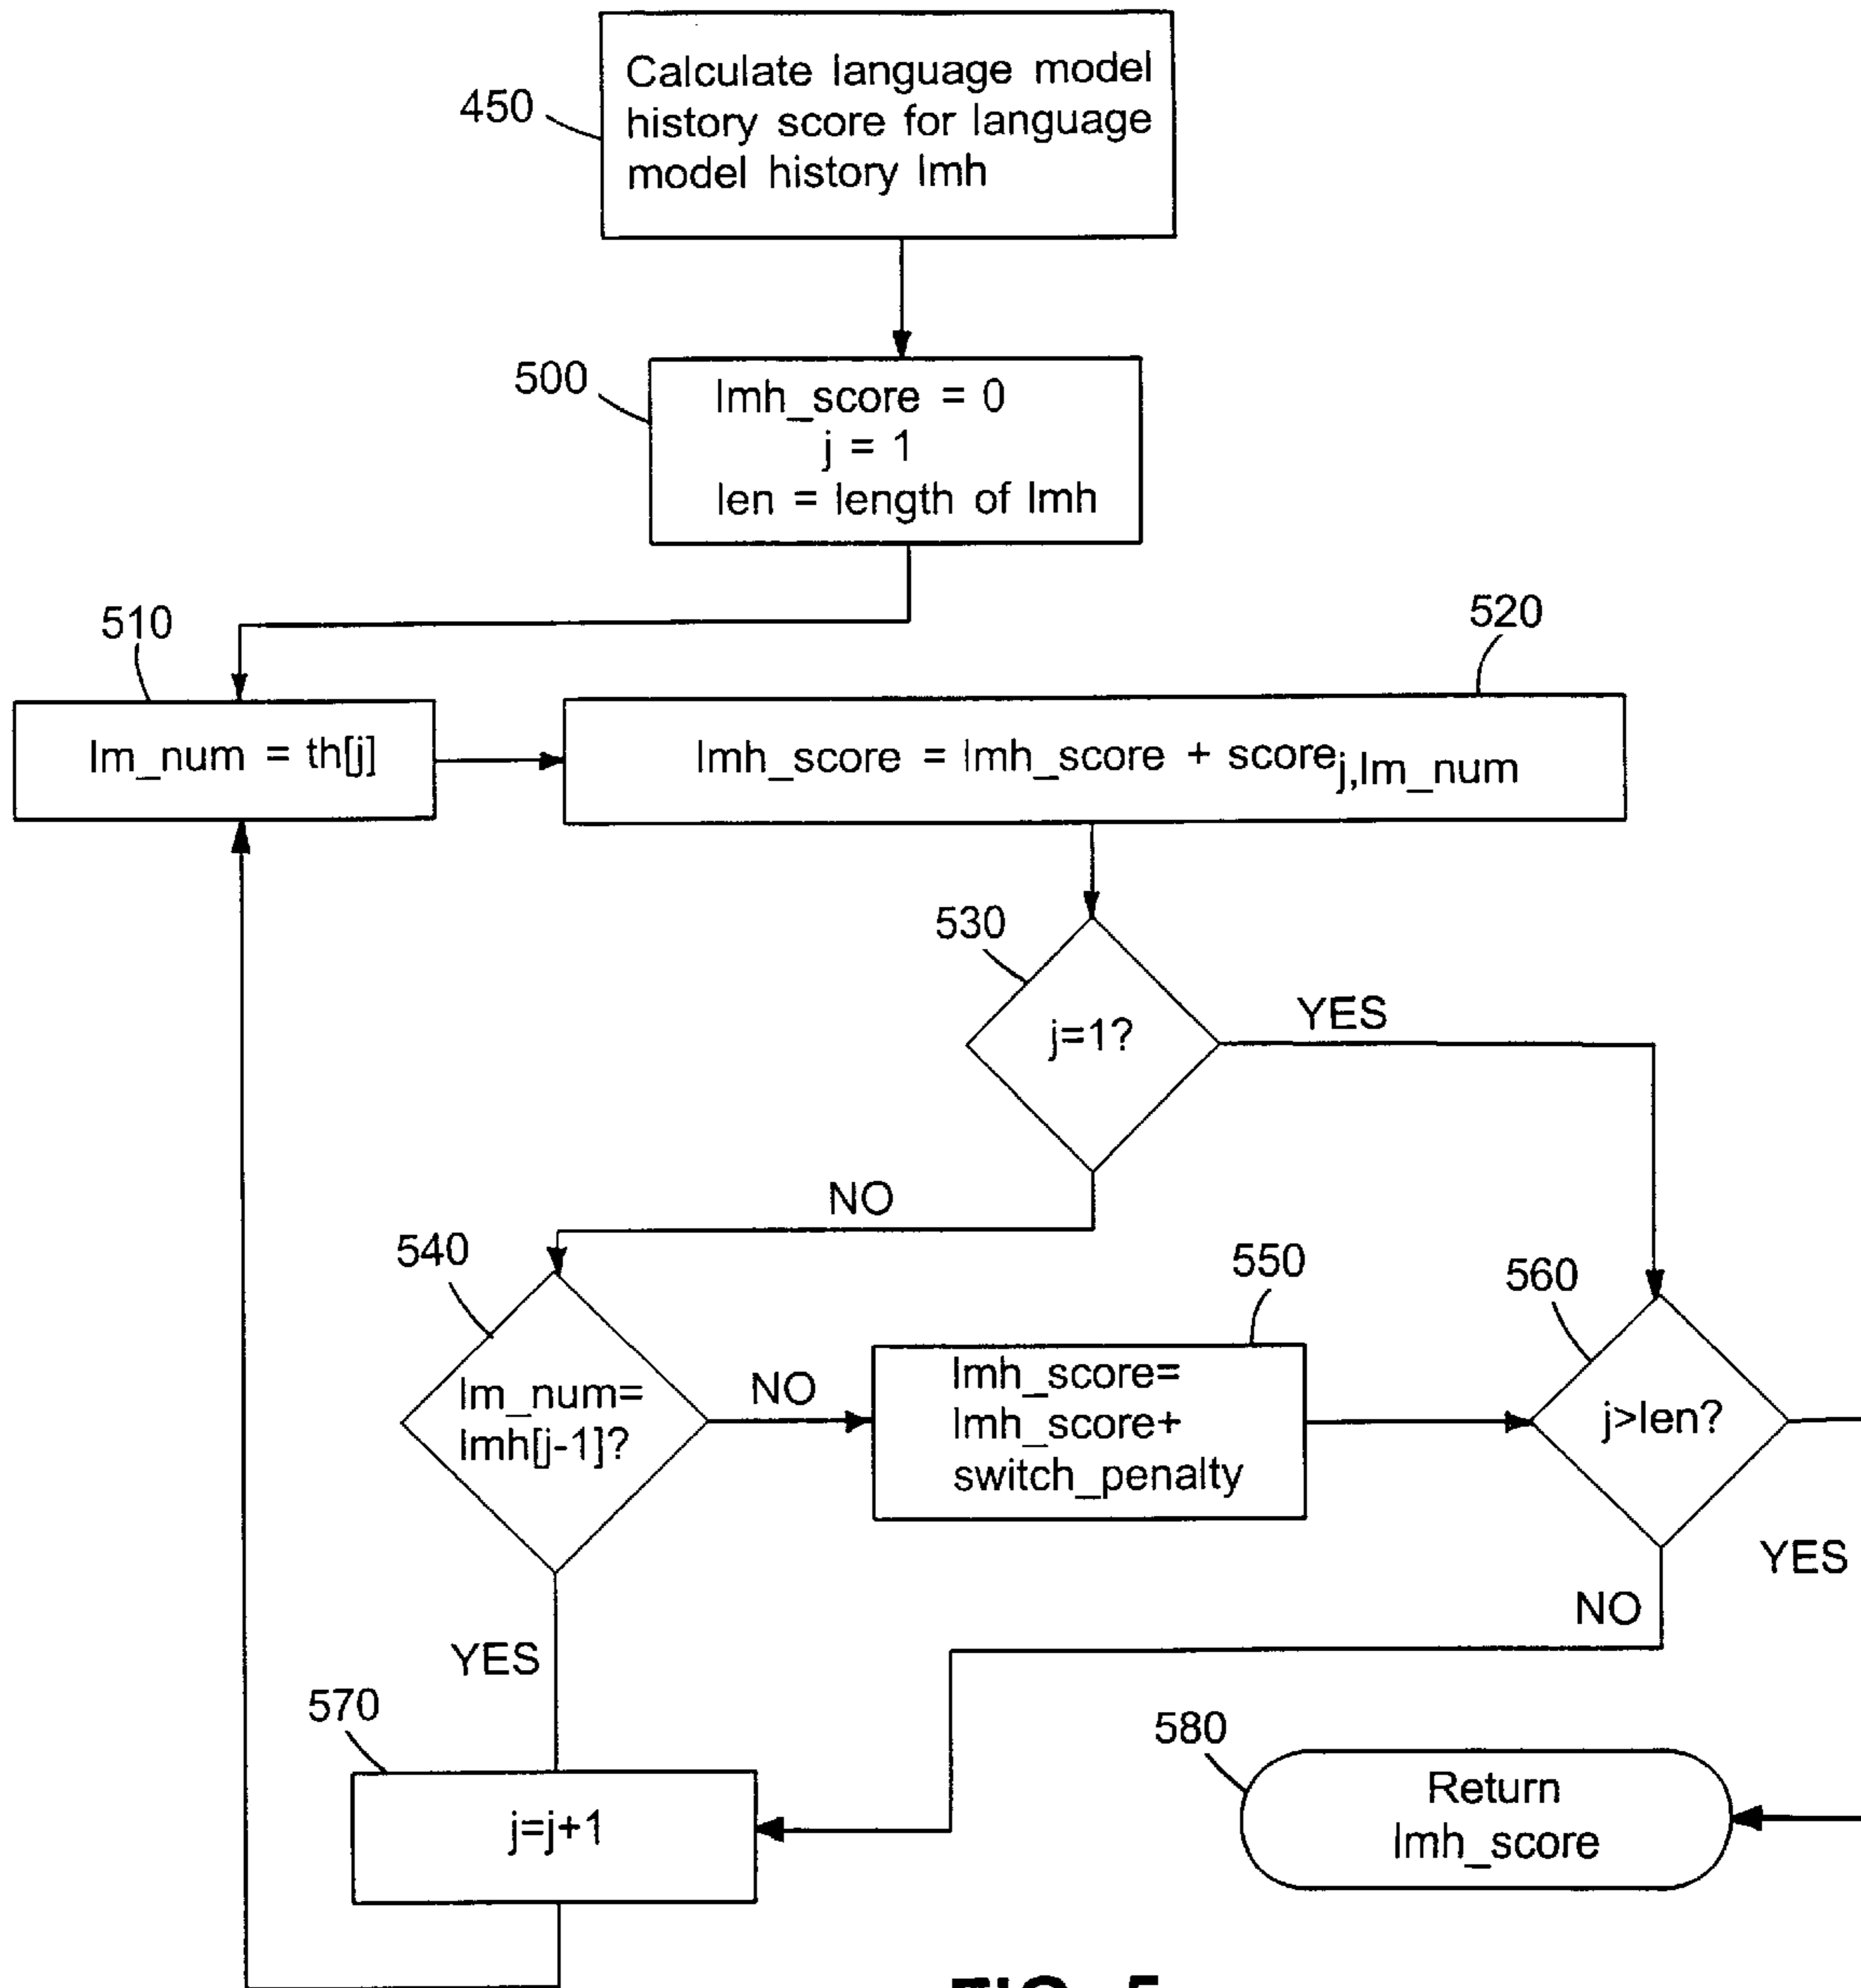 450
Calculate language model
history score for language
model history lmh
500
lmh_score = 0
j = 1
len = length of lmh
510
lm_num = th[j]
520
lmh_score = lmh_score + scorej,lm_num
530
j=1?
YES
NO
540
lm_num=
lmh[j-1]?
NO
550
lmh_score=
lmh_score+
switch_penalty
560
j>len?
YES
NO
YES
570
j=j+1
580
Return
lmh_score
FIG. 5